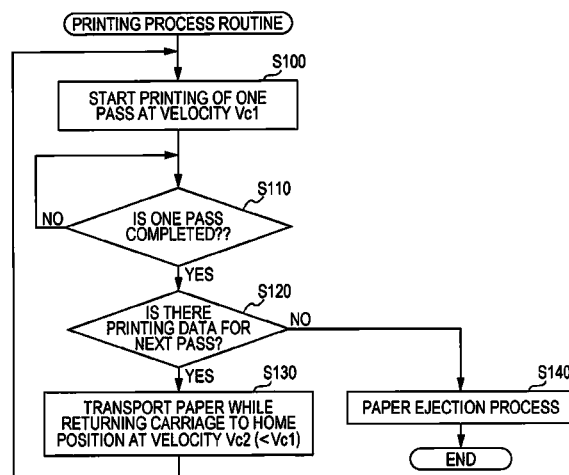 PRINTING PROCESS ROUTINE
S100
START PRINTING OF ONE
PASS AT VELOCITY Vc1
S110
NO
IS ONE PASS
COMPLETED??
YES
S120
IS THERE
PRINTING DATA FOR
NEXT PASS?
NO
YES
S130
TRANSPORT PAPER WHILE
RETURNING CARRIAGE TO HOME
POSITION AT VELOCITY Vc2 (<Vc1)
S140
PAPER EJECTION PROCESS
END